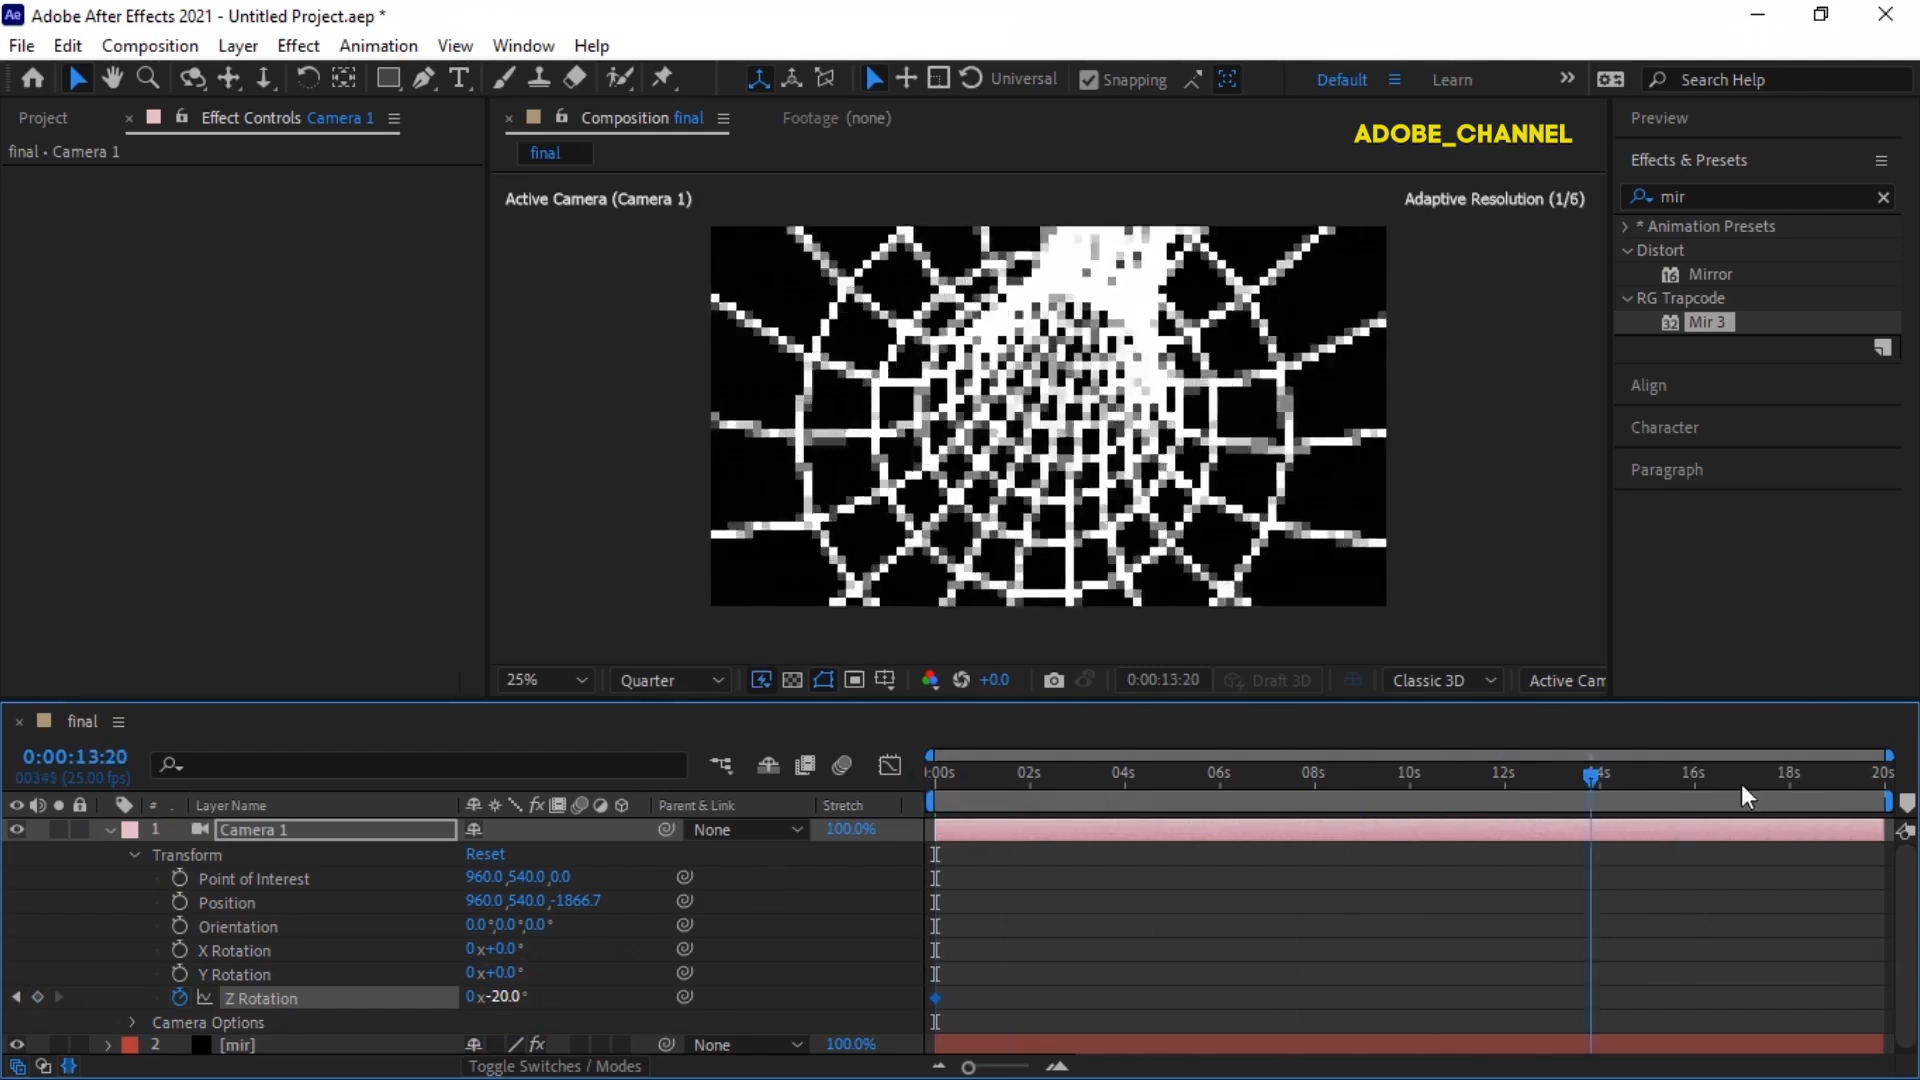 Ae Adobe After Effects 2021 - Untitled Project.aep *
File Edit Composition Layer Effect Animation View Window Help
Universal Snapping Default Learn Search Help
Project Effect Controls Camera 1
final • Camera 1
Composition final Footage (none)
final
ADOBE_CHANNEL
Active Camera (Camera 1) Adaptive Resolution (1/6)
Preview
Effects & Presets
mir
* Animation Presets
Distort
16 Mirror
RG Trapcode
32 Mir 3
Align
Character
Paragraph
25% Quarter +0.0 0:00:13:20 Draft 3D Classic 3D Active Cam
final
0:00:13:20
00345 (25.00 fps)
:00s 02s 04s 06s 08s 10s 12s 4s 16s 18s 20s
# Layer Name Parent & Link Stretch
1 Camera 1 None 100.0%
Transform Reset
Point of Interest 960.0,540.0,0.0
Position 960.0,540.0,-1866.7
Orientation 0.0°,0.0°,0.0°
X Rotation 0x+0.0°
Y Rotation 0x+0.0°
Z Rotation 0x-20.0°
Camera Options
2 [mir] None 100.0%
Toggle Switches / Modes